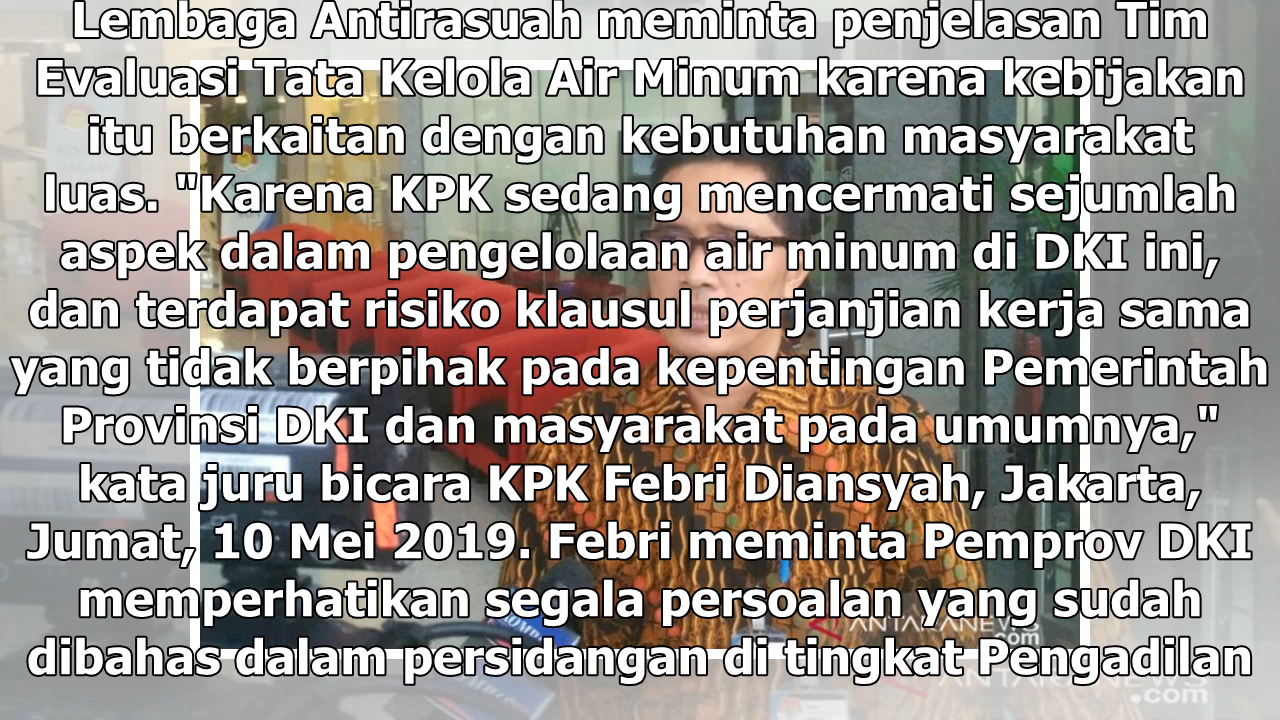 Lembaga Antirasuah meminta penjelasan Tim
Evaluasi Tata Kelola Air Minum karena kebijakan
itu berkaitan dengan kebutuhan masyarakat
luas. "Karena KPK sedang mencermati sejumlah
aspek dalam pengelolaan air minum di DKI ini,
dan terdapat risiko klausul perjanjian kerja sama
yang tidak berpihak pada kepentingan Pemerintah
Provinsi DKI dan masyarakat pada umumnya,"
kata juru bicara KPK Febri Diansyah, Jakarta,
Jumat, 10 Mei 2019. Febri meminta Pemprov DKI
memperhatikan segala persoalan yang sudah
dibahas dalam persidangan di tingkat Pengadilan
ANTARANEWS
.com
ANTARANEWS
.com